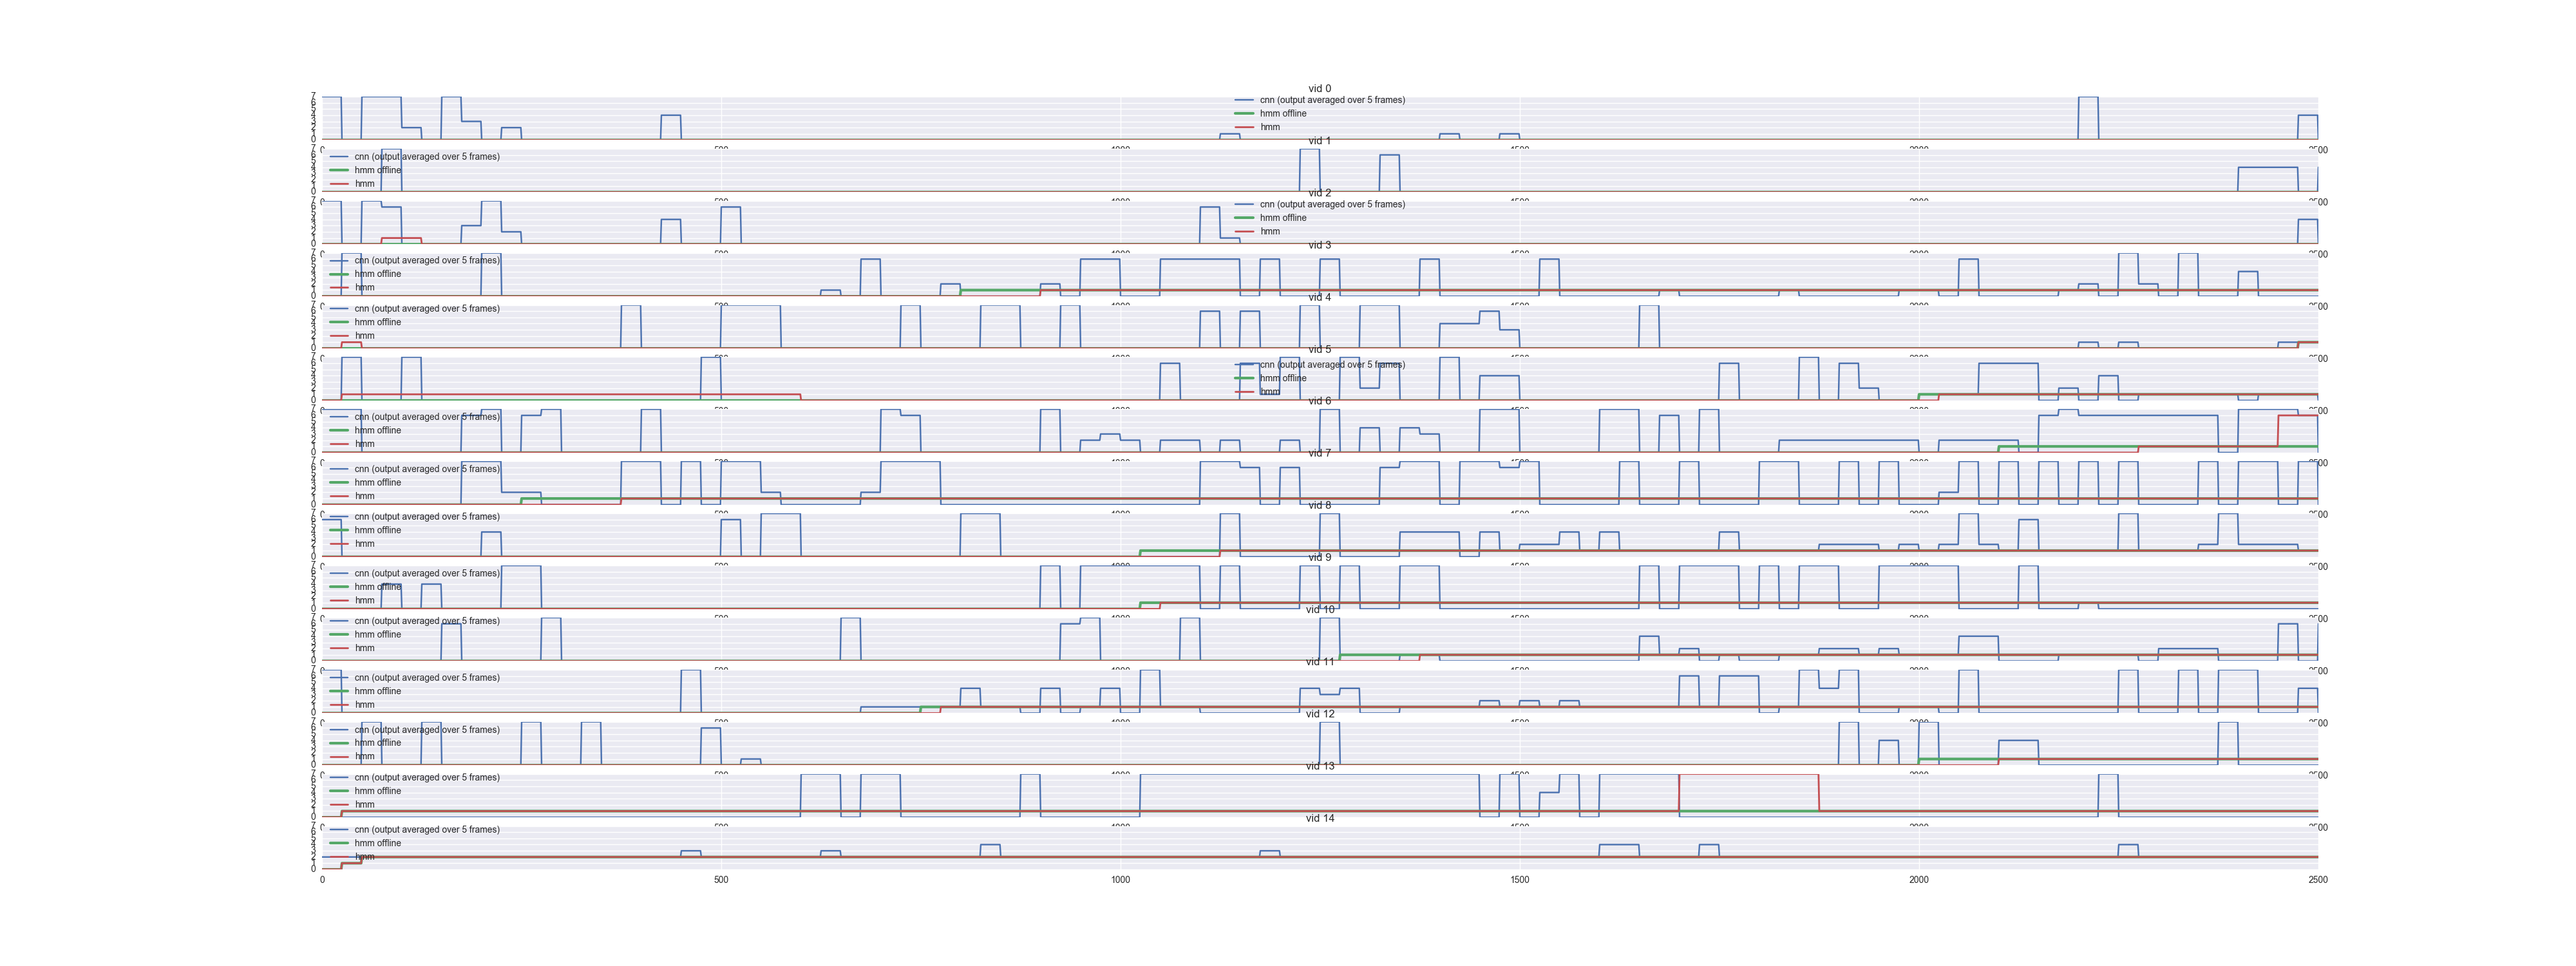 vid 0
7
6
5
4
3
2
1
0
cnn (output averaged over 5 frames)
hmm offline
hmm
vid 1
7
cnn (output averaged over 5 frames)
hmm offline
hmm
vid 2
cnn (output averaged over 5 frames)
hmm offline
hmm
vid 3
cnn (output averaged over 5 frames)
hmm offline
hmm
vid 4
cnn (output averaged over 5 frames)
hmm offline
hmm
vid 5
cnn (output averaged over 5 frames)
hmm offline
hmm
vid 6
cnn (output averaged over 5 frames)
hmm offline
hmm
vid 7
cnn (output averaged over 5 frames)
hmm offline
hmm
vid 8
cnn (output averaged over 5 frames)
hmm offline
hmm
vid 9
cnn (output averaged over 5 frames)
hmm offline
hmm
vid 10
cnn (output averaged over 5 frames)
hmm offline
hmm
vid 11
cnn (output averaged over 5 frames)
hmm offline
hmm
vid 12
cnn (output averaged over 5 frames)
hmm offline
hmm
vid 13
cnn (output averaged over 5 frames)
hmm offline
hmm
vid 14
cnn (output averaged over 5 frames)
hmm offline
hmm
0 500 1000 1500 2000 2500